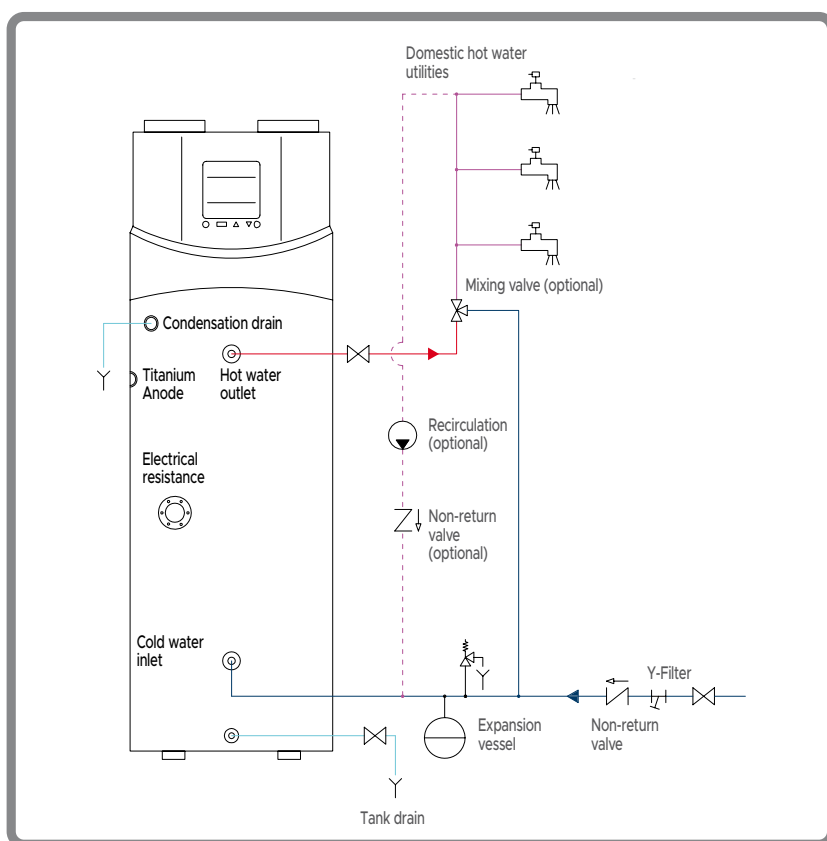 Domestic hot water
utilities
Mixing valve (optional)
Condensation drain
Titanium
Anode
Hot water
outlet
Recirculation
(optional)
Electrical
resistance
Non-return
valve
(optional)
Cold water
inlet
Y-Filter
Expansion
vessel
Non-return
valve
Tank drain